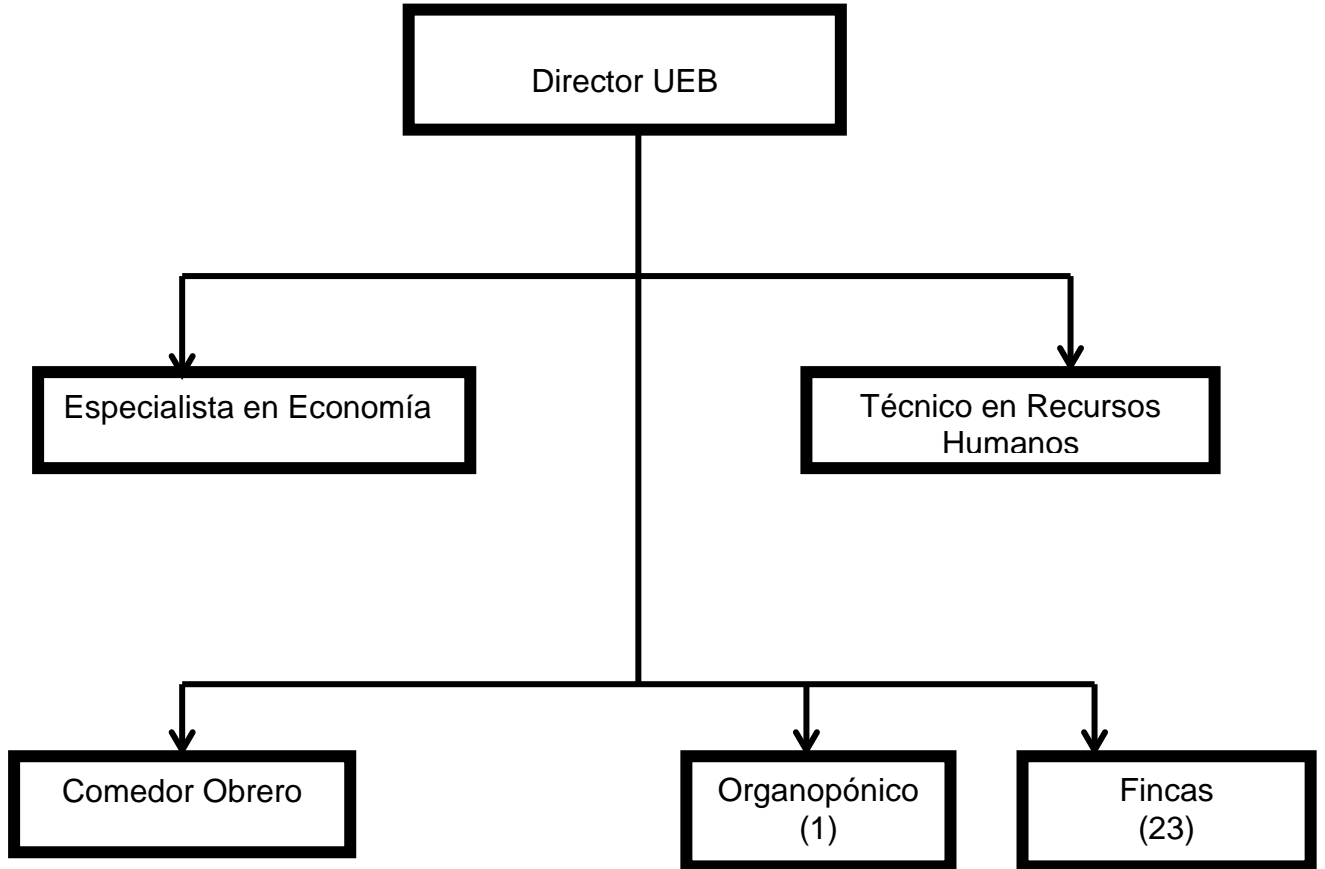 Director UEB
Especialista en Economía
Técnico en Recursos
Humanos
Comedor Obrero
Organopónico
(1)
Fincas
(23)